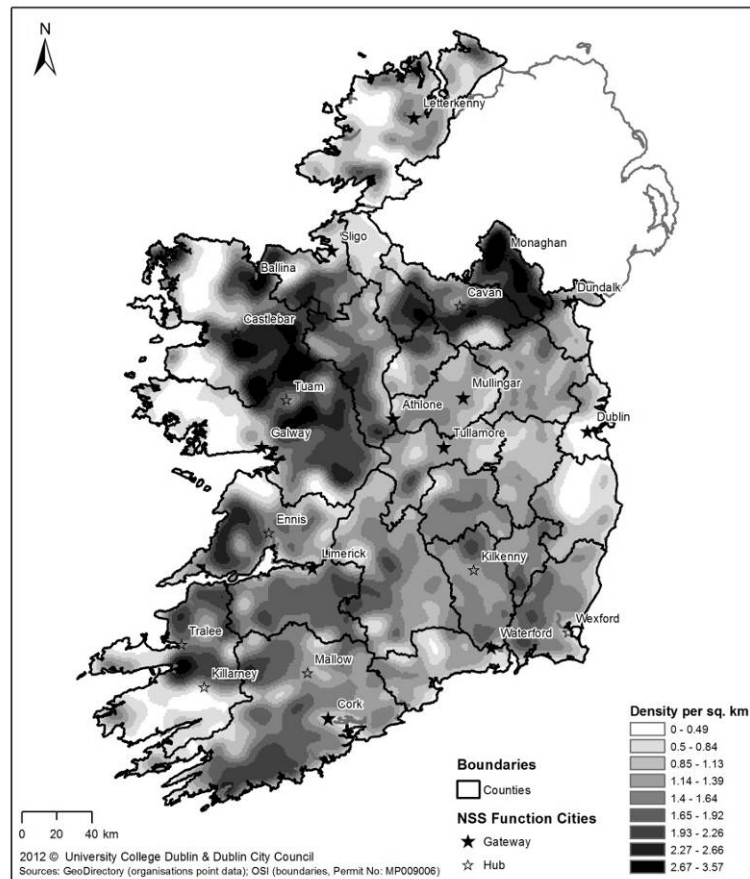 N
Letterkenny
Sligo
Monaghan
Ballina
Cavan
Dundalk
Castlebar
Tuam
Mullingar
Athlone
Dublin
Galway
Tullamore
Ennis
Limerick
Kilkenny
Tralee
Wexford
Waterford
Killarney
Mallow
Cork
Density per sq. km
0 - 0.49
0.5 - 0.84
0.85 - 1.13
1.14 - 1.39
1.4 - 1.64
1.65 - 1.92
1.93 - 2.26
2.27 - 2.66
2.67 - 3.57
Boundaries
Counties
NSS Function Cities
Gateway
Hub
0 20 40 km
2012 © University College Dublin & Dublin City Council
Sources: GeoDirectory (organisations point data); OSI (boundaries, Permit No: MP009006)